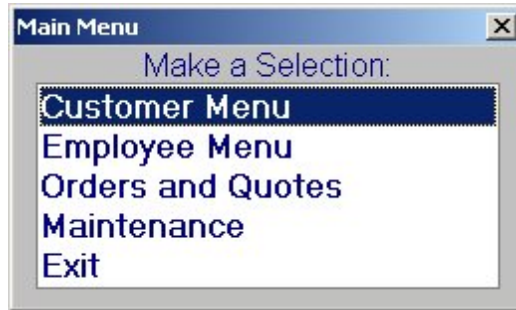 Main Menu
Make a Selection:
Customer Menu
Employee Menu
Orders and Quotes
Maintenance
Exit